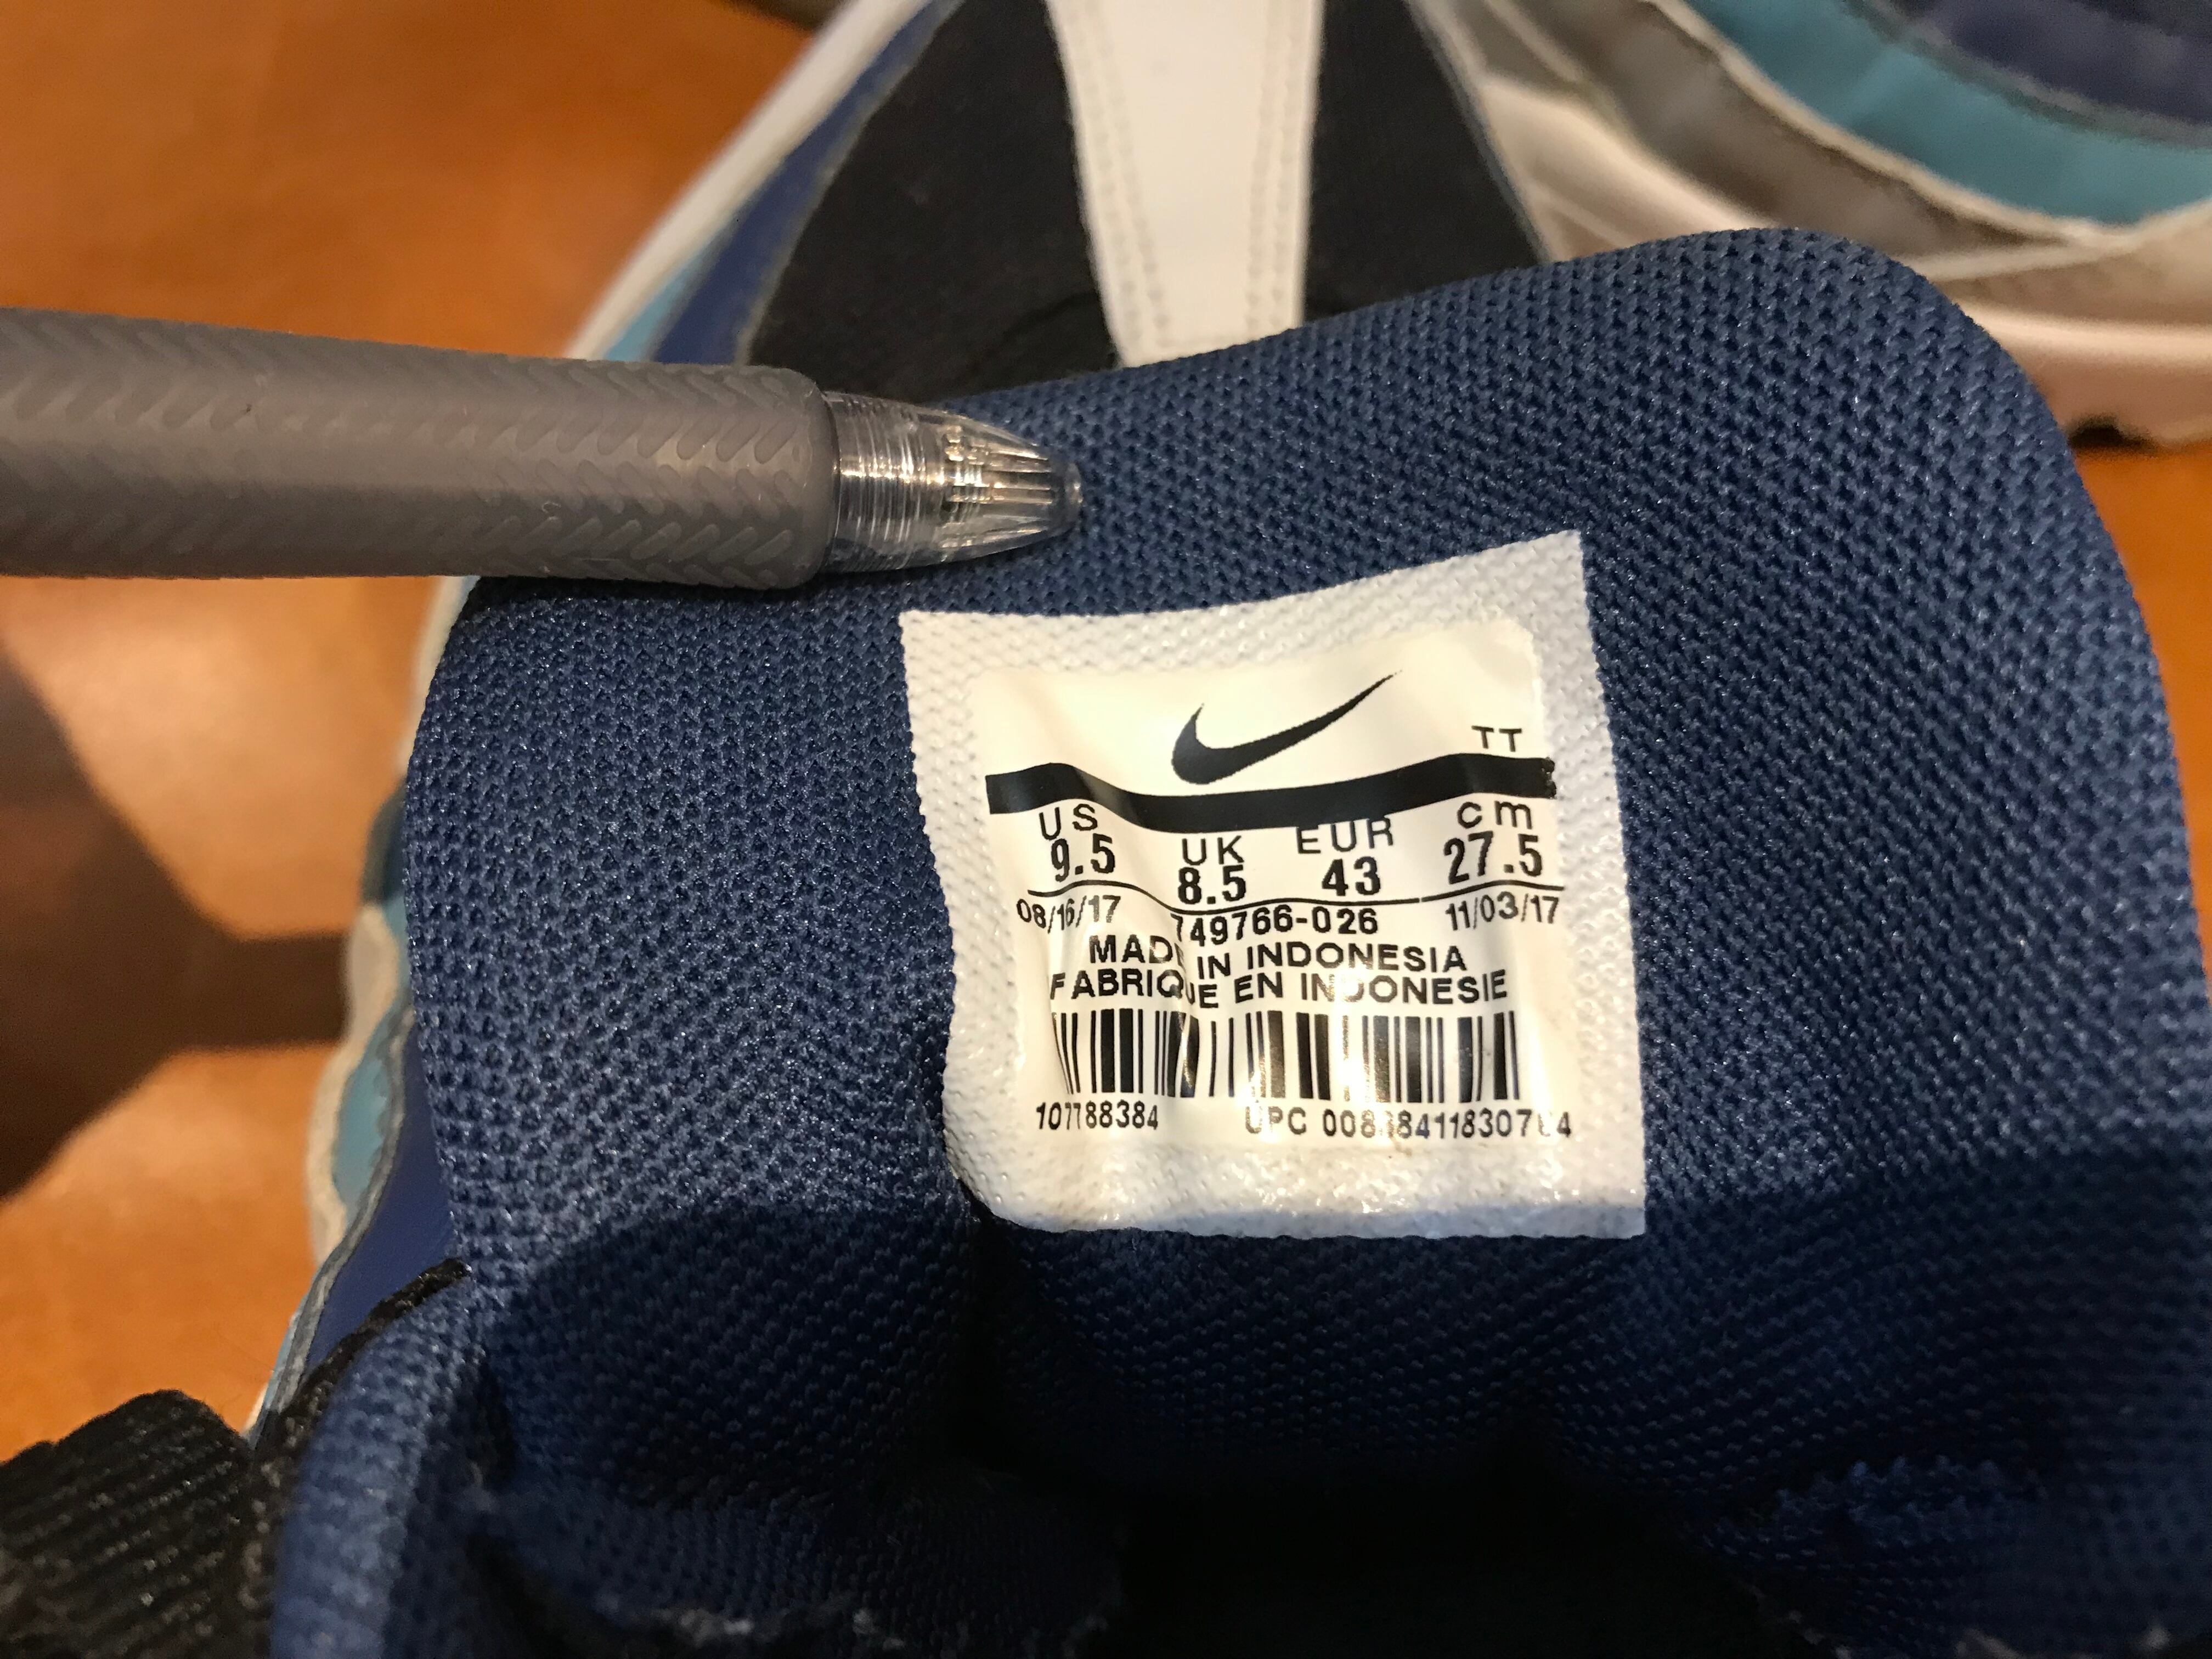 TT
US UK EUR cm
9.5 8.5 43 27.5
08/16/17 749766-026 11/03/17
MADE IN INDONESIA
FABRIQUE EN INDONESIE
107788384 UPC